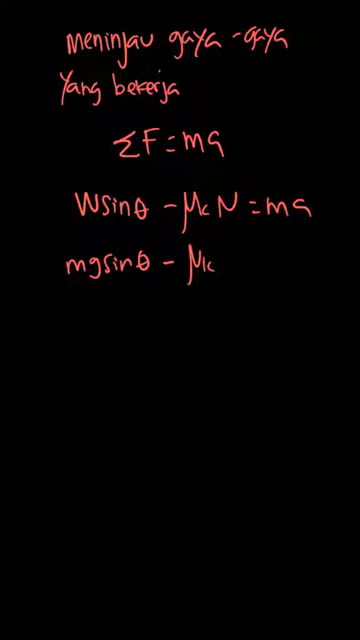 Meninjau gaya-gaya
yang bekerja
ΣF = ma
W sin θ - μk N = ma
mg sin θ - μk